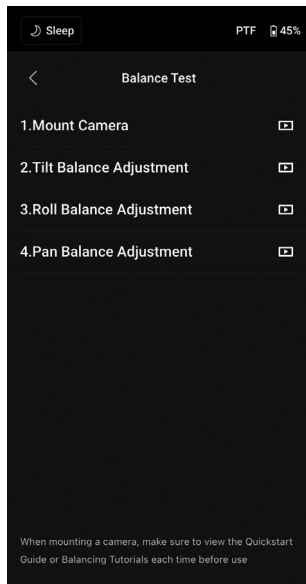 Sleep PTF 45%
Balance Test
1.Mount Camera
2.Tilt Balance Adjustment
3.Roll Balance Adjustment
4.Pan Balance Adjustment
When mounting a camera, make sure to view the Quickstart
Guide or Balancing Tutorials each time before use